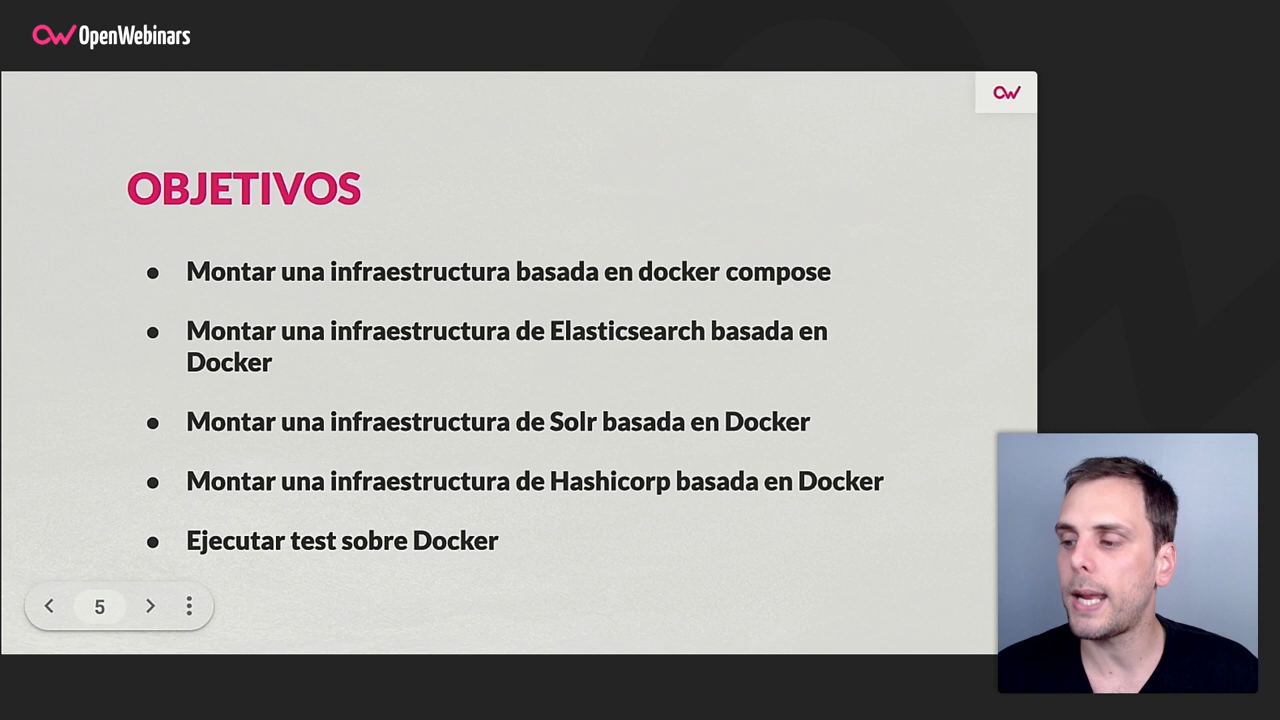 OpenWebinars
OBJETIVOS
● Montar una infraestructura basada en docker compose
● Montar una infraestructura de Elasticsearch basada en
Docker
● Montar una infraestructura de Solr basada en Docker
● Montar una infraestructura de Hashicorp basada en Docker
● Ejecutar test sobre Docker
5